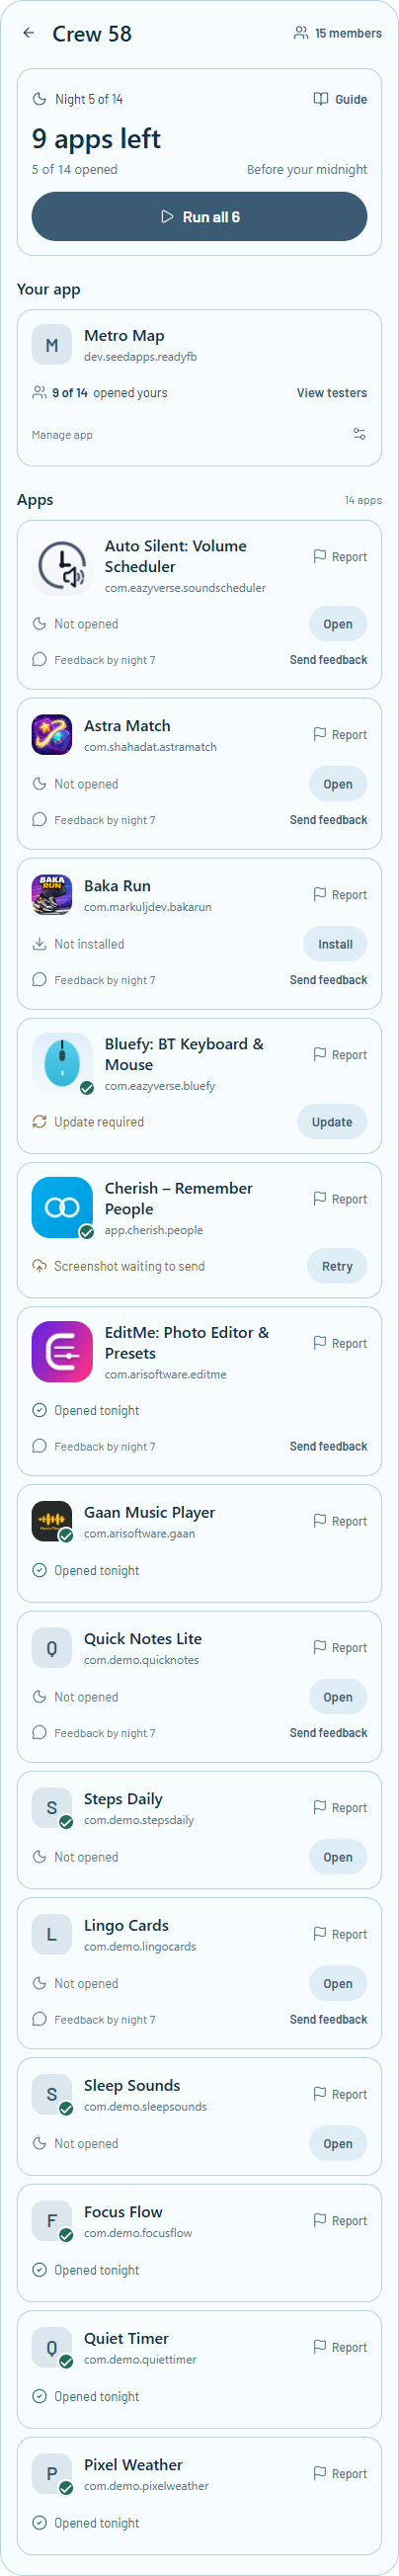 Crew 58
15 members
Night 5 of 14
Guide
9 apps left
5 of 14 opened
Before your midnight
Run all 6
Your app
M
Metro Map
dev.seedapps.readyfb
9 of 14 opened yours
View testers
Manage app
Apps
14 apps
Auto Silent: Volume
Scheduler
com.eazyverse.soundscheduler
Report
Not opened
Open
Feedback by night 7
Send feedback
Astra Match
com.shahadat.astramatch
Report
Not opened
Open
Feedback by night 7
Send feedback
BAKA
RUN
Baka Run
com.markuljdev.bakarun
Report
Not installed
Install
Feedback by night 7
Send feedback
Bluefy: BT Keyboard &
Mouse
com.eazyverse.bluefy
Report
Update required
Update
Cherish – Remember
People
app.cherish.people
Report
Screenshot waiting to send
Retry
EditMe: Photo Editor &
Presets
com.arisoftware.editme
Report
Opened tonight
Feedback by night 7
Send feedback
Gaan Music Player
com.arisoftware.gaan
Report
Opened tonight
Q
Quick Notes Lite
com.demo.quicknotes
Report
Not opened
Open
Feedback by night 7
Send feedback
S
Steps Daily
com.demo.stepsdaily
Report
Not opened
Open
L
Lingo Cards
com.demo.lingocards
Report
Not opened
Open
Feedback by night 7
Send feedback
S
Sleep Sounds
com.demo.sleepsounds
Report
Not opened
Open
F
Focus Flow
com.demo.focusflow
Report
Opened tonight
Q
Quiet Timer
com.demo.quiettimer
Report
Opened tonight
P
Pixel Weather
com.demo.pixelweather
Report
Opened tonight